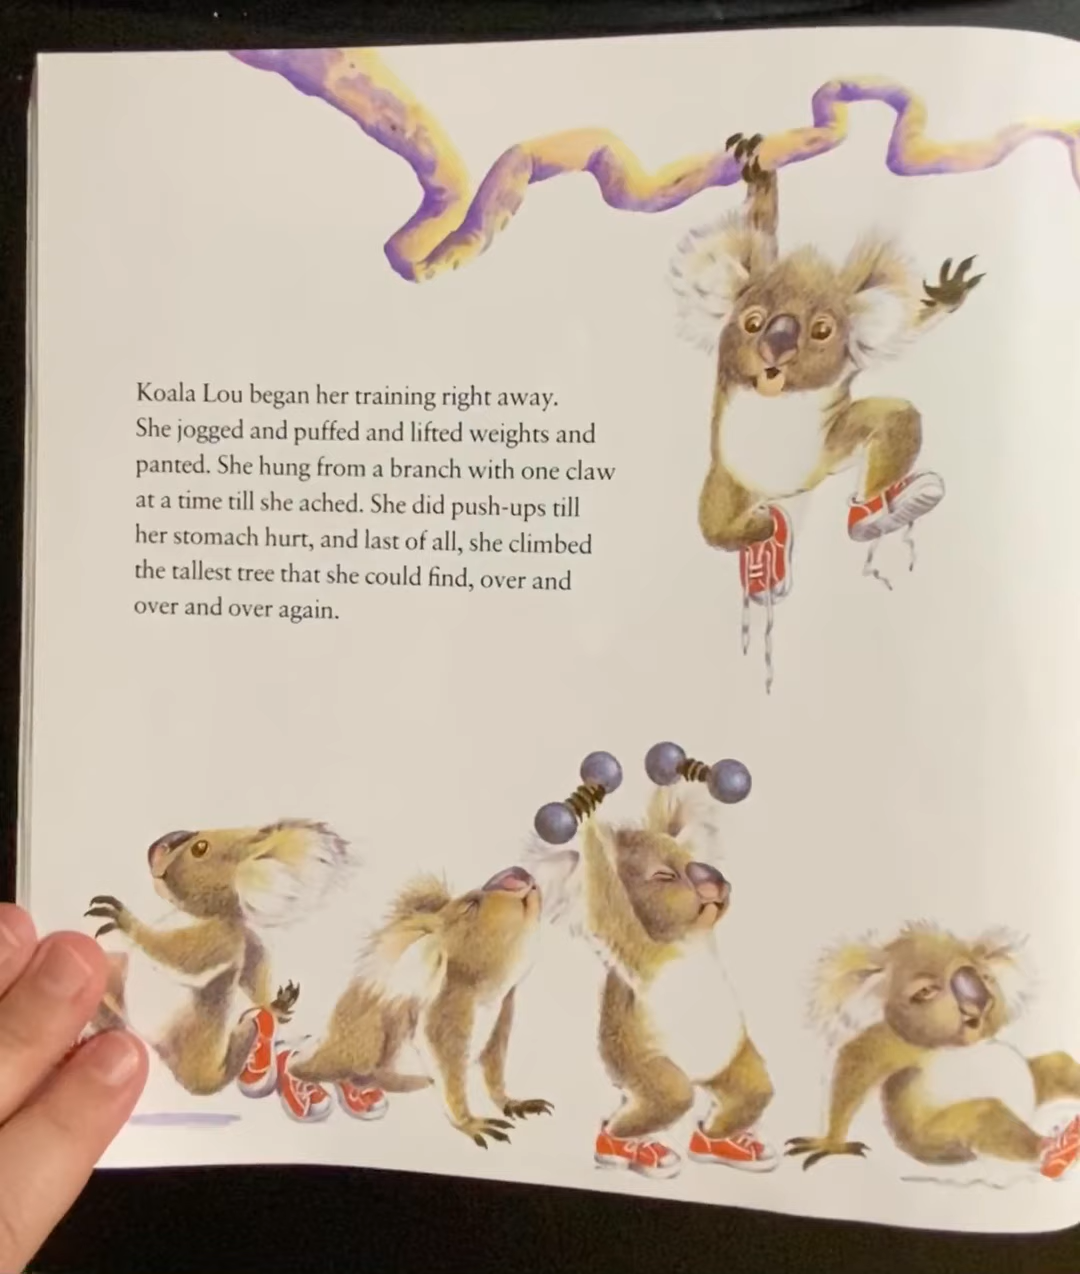 Koala Lou began her training right away.
She jogged and puffed and lifted weights and
panted. She hung from a branch with one claw
at a time till she ached. She did push-ups till
her stomach hurt, and last of all, she climbed
the tallest tree that she could find, over and
over and over again.